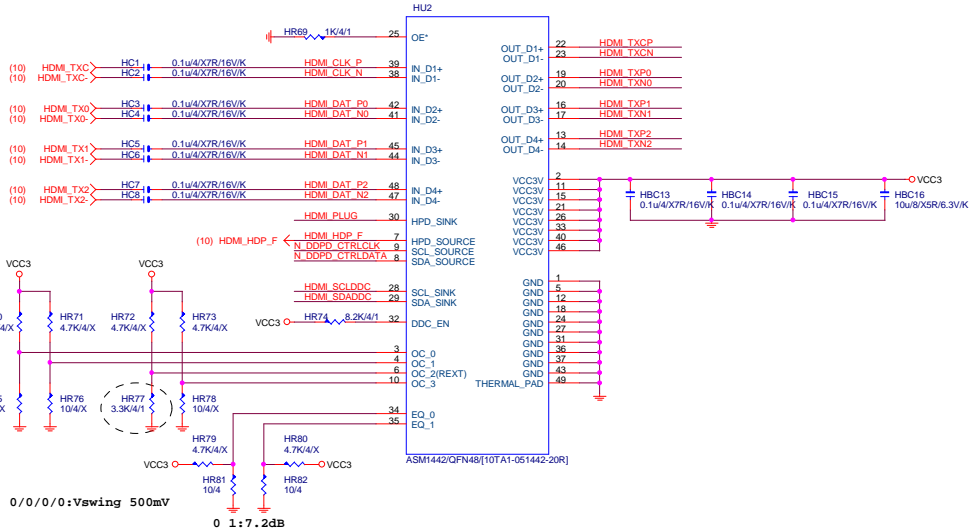 HU2
HR69 1K/4/1 25 OE*
(10) HDMI_TXC HC1 0.1u/4/X7R/16V/K HDMI_CLK_P 39 IN_D1+
(10) HDMI_TXC- HC2 0.1u/4/X7R/16V/K HDMI_CLK_N 38 IN_D1-
(10) HDMI_TX0 HC3 0.1u/4/X7R/16V/K HDMI_DAT_P0 42 IN_D2+
(10) HDMI_TX0- HC4 0.1u/4/X7R/16V/K HDMI_DAT_N0 41 IN_D2-
(10) HDMI_TX1 HC5 0.1u/4/X7R/16V/K HDMI_DAT_P1 45 IN_D3+
(10) HDMI_TX1- HC6 0.1u/4/X7R/16V/K HDMI_DAT_N1 44 IN_D3-
(10) HDMI_TX2 HC7 0.1u/4/X7R/16V/K HDMI_DAT_P2 48 IN_D4+
(10) HDMI_TX2- HC8 0.1u/4/X7R/16V/K HDMI_DAT_N2 47 IN_D4-
HDMI_PLUG 30 HPD_SINK
(10) HDMI_HDP_F HDMI_HDP_F 7 HPD_SOURCE
N_DDPD_CTRLCLK 9 SCL_SOURCE
N_DDPD_CTRLDATA 8 SDA_SOURCE
HDMI_SCLDDC 28 SCL_SINK
HDMI_SDADDC 29 SDA_SINK
VCC3 HR74 8.2K/4/1 32 DDC_EN
3 OC_0
4 OC_1
6 OC_2(REXT)
10 OC_3
34 EQ_0
35 EQ_1
OUT_D1+ 22 HDMI_TXCP
OUT_D1- 23 HDMI_TXCN
OUT_D2+ 19 HDMI_TXP0
OUT_D2- 20 HDMI_TXN0
OUT_D3+ 16 HDMI_TXP1
OUT_D3- 17 HDMI_TXN1
OUT_D4+ 13 HDMI_TXP2
OUT_D4- 14 HDMI_TXN2
VCC3V 2
VCC3V 11
VCC3V 15
VCC3V 21
VCC3V 26
VCC3V 33
VCC3V 40
VCC3V 46
GND 1
GND 5
GND 12
GND 18
GND 24
GND 27
GND 31
GND 36
GND 37
GND 43
THERMAL_PAD 49
VCC3
HBC13 0.1u/4/X7R/16V/K
HBC14 0.1u/4/X7R/16V/K
HBC15 0.1u/4/X7R/16V/K
HBC16 10u/8/X5R/6.3V/K
VCC3
VCC3
HR71 4.7K/4/X
HR72 4.7K/4/X
HR73 4.7K/4/X
HR76 10/4/X
HR77 3.3K/4/1
HR78 10/4/X
HR79 4.7K/4/X
HR80 4.7K/4/X
VCC3
VCC3
HR81 10/4
HR82 10/4
ASM1442/QFN48/[10TA1-051442-20R]
0/0/0/0:Vswing 500mV
0 1:7.2dB